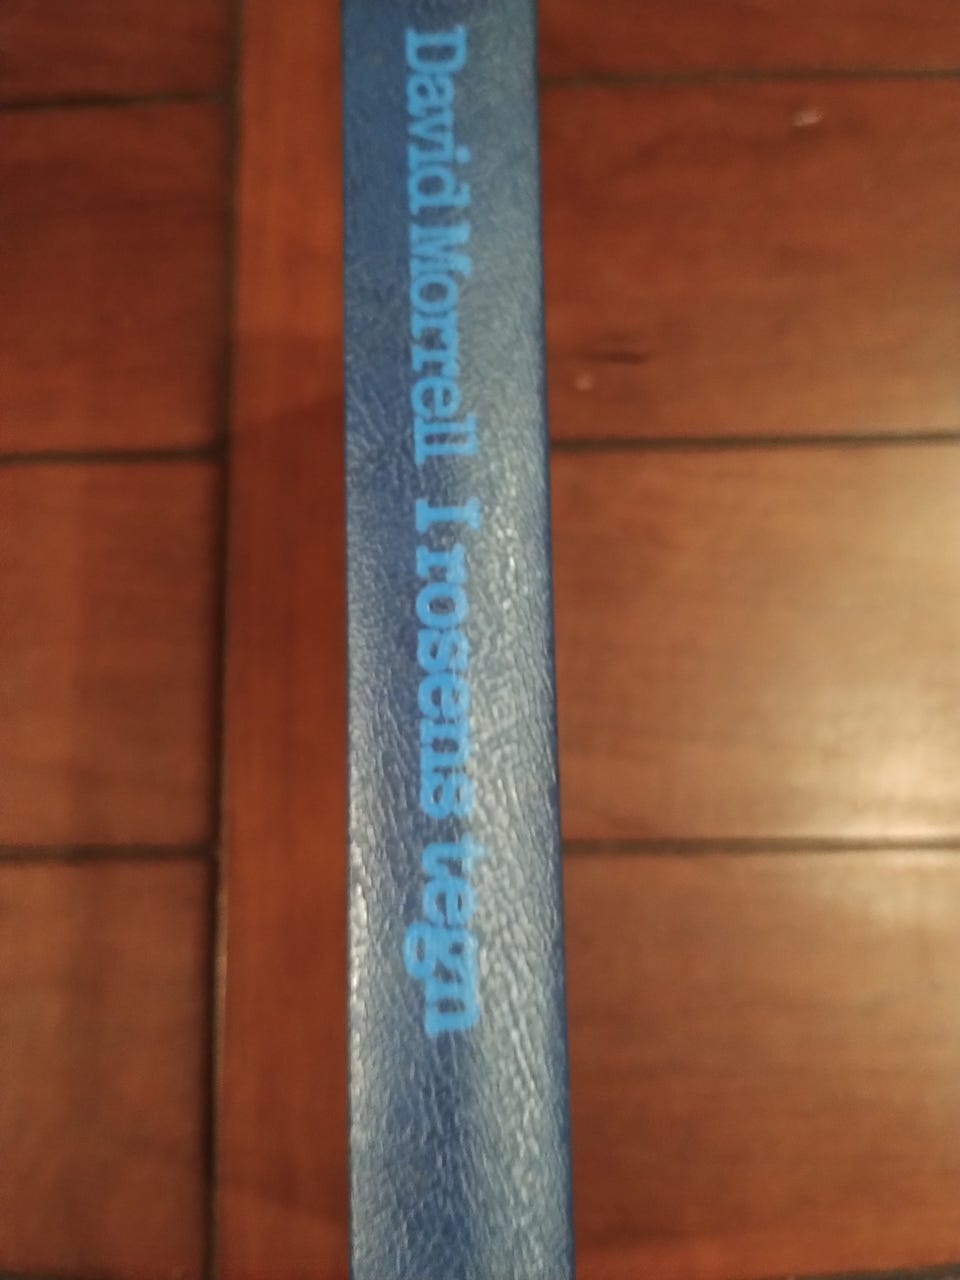 David Morrell I rosens tegn